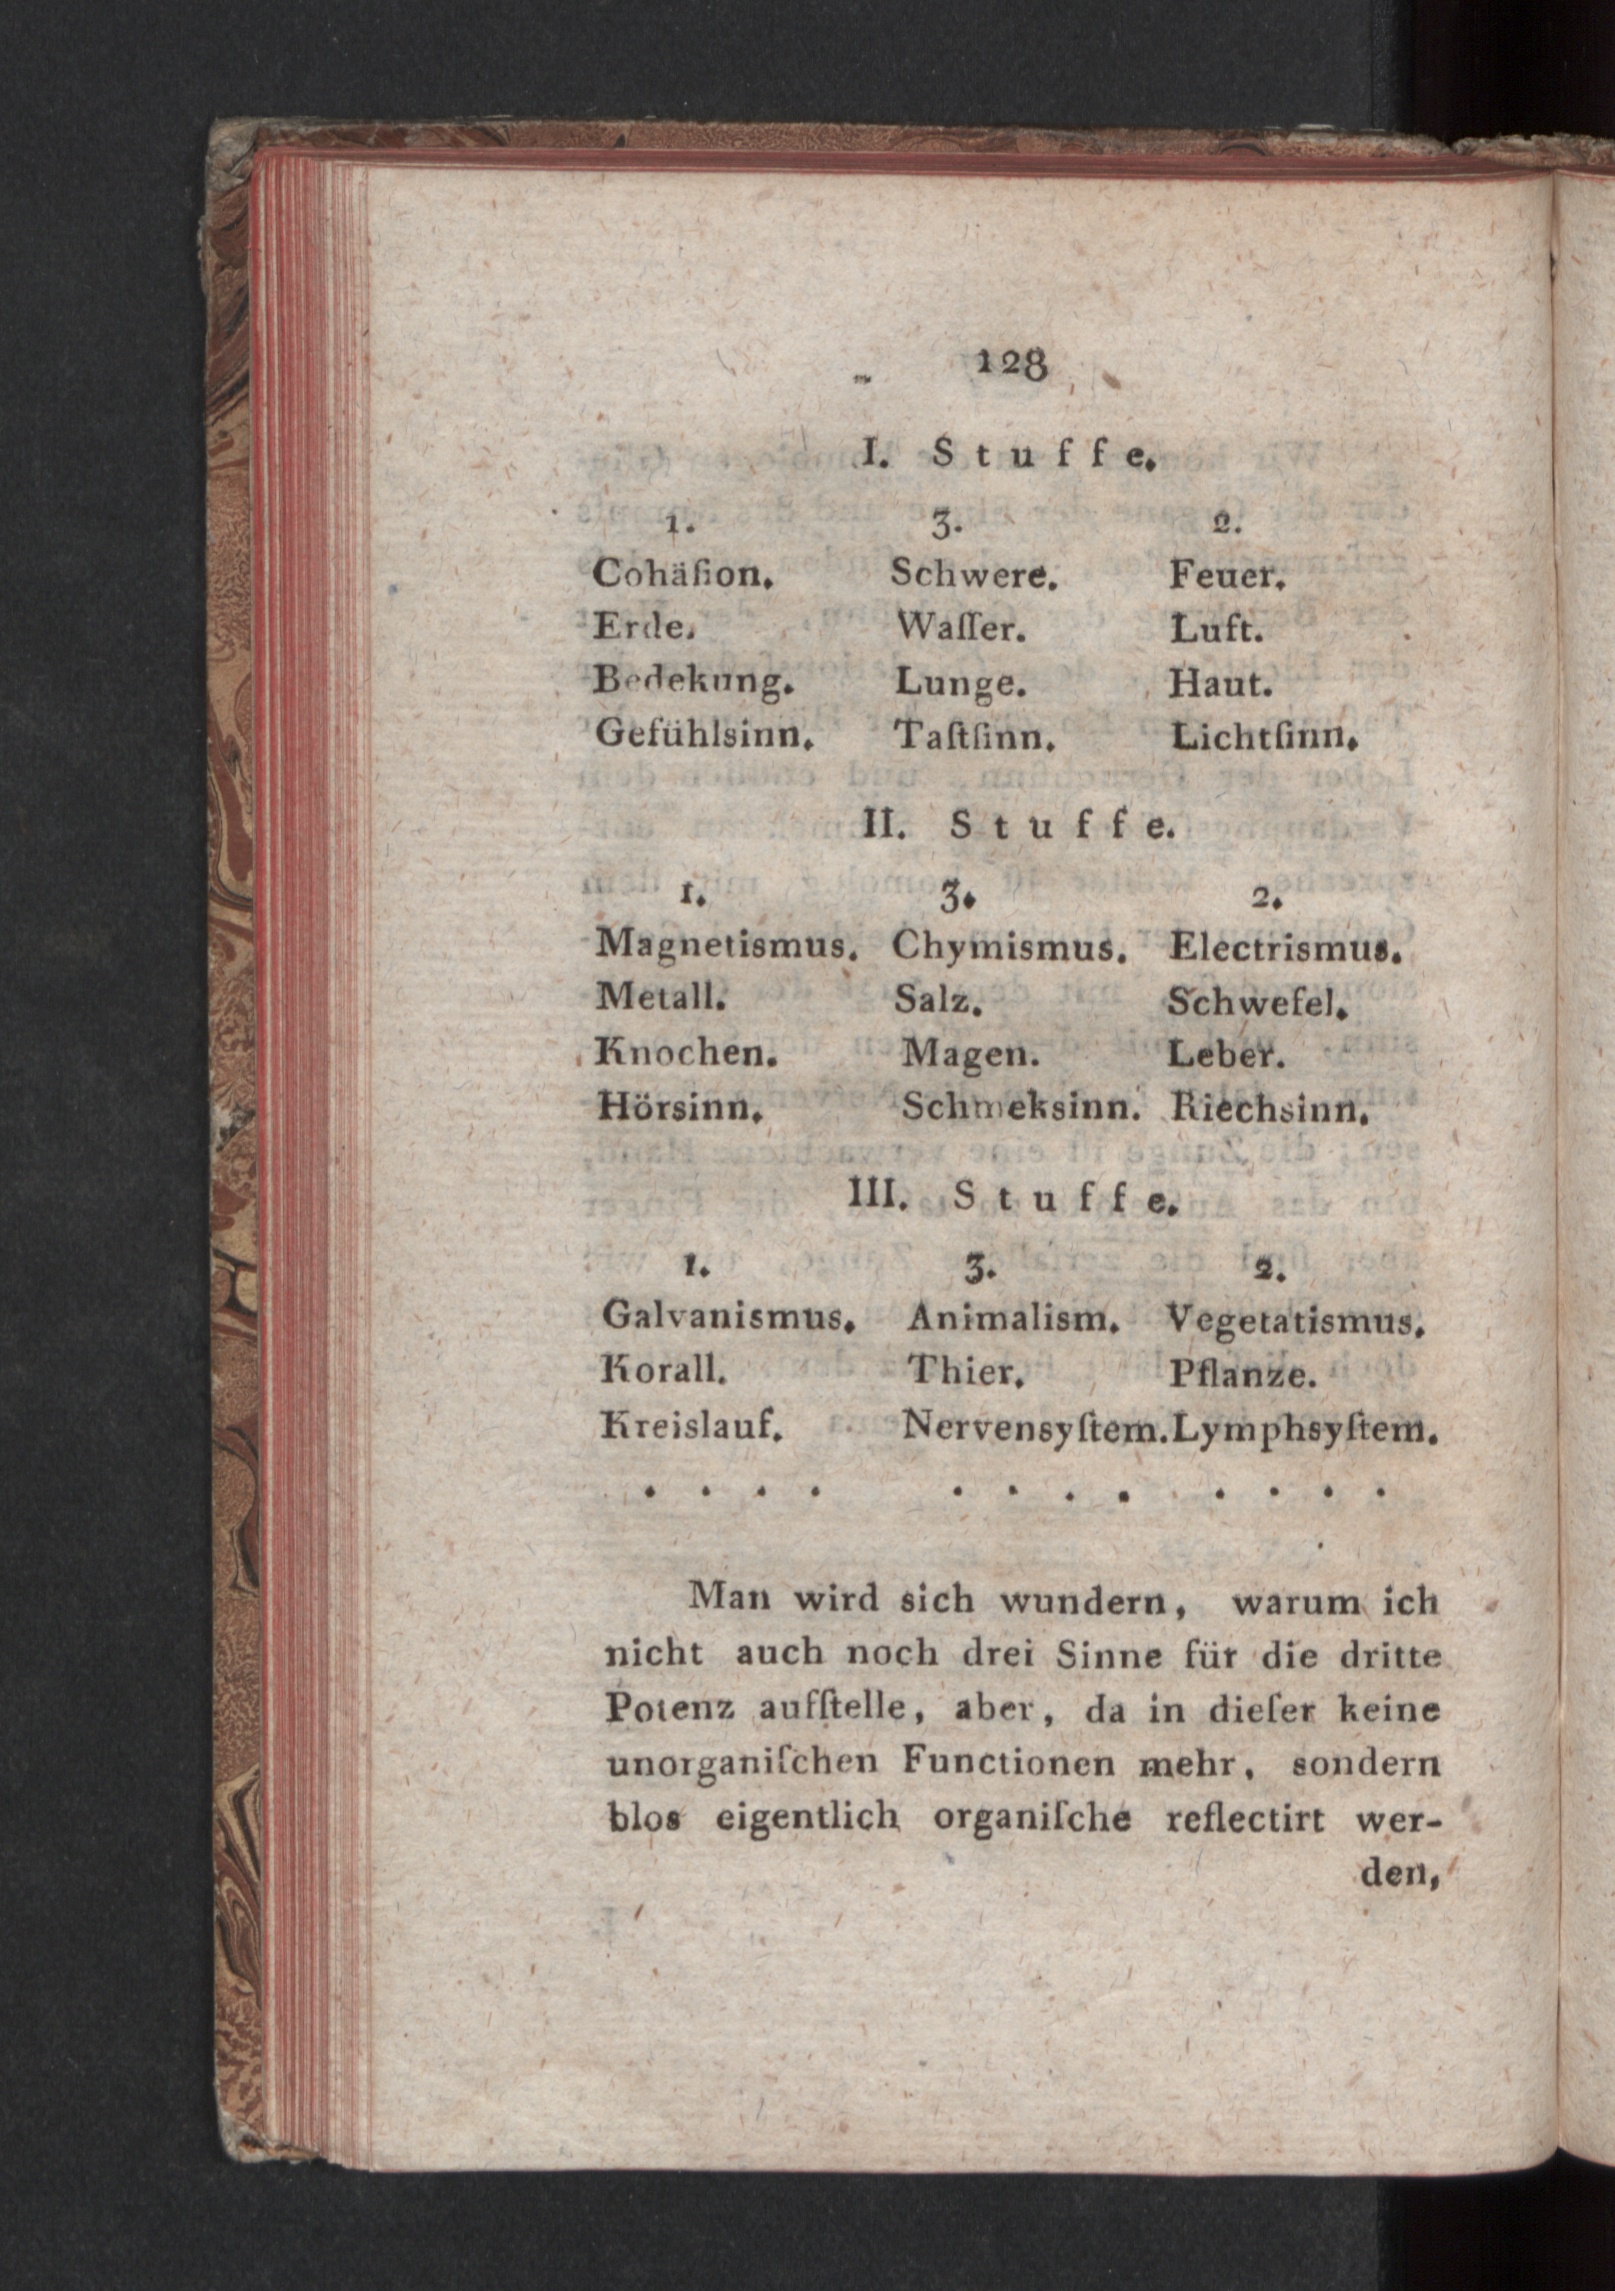 128
I. Stuffe.
1. 3. 2.
Cohäſion. Schwere. Feuer.
Erde. Waſſer. Luft.
Bedekung. Lunge. Haut.
Gefühlsinn. Taſtſinn. Lichtſinn.
II. Stuffe.
1. 3. 2.
Magnetismus. Chymismus. Electrismus.
Metall. Salz. Schwefel.
Knochen. Magen. Leber.
Hörsinn. Schmeksinn. Riechsinn.
III. Stuffe.
1. 3. 2.
Galvanismus. Animalism. Vegetatismus.
Korall. Thier. Pflanze.
Kreislauf. Nervensyſtem. Lymphsyſtem.
. . . . . . . . . . . .
Man wird sich wundern, warum ich
nicht auch noch drei Sinne für die dritte
Potenz aufſtelle, aber, da in dieſer keine
unorganiſchen Functionen mehr, sondern
blos eigentlich organiſche reflectirt wer-
den,